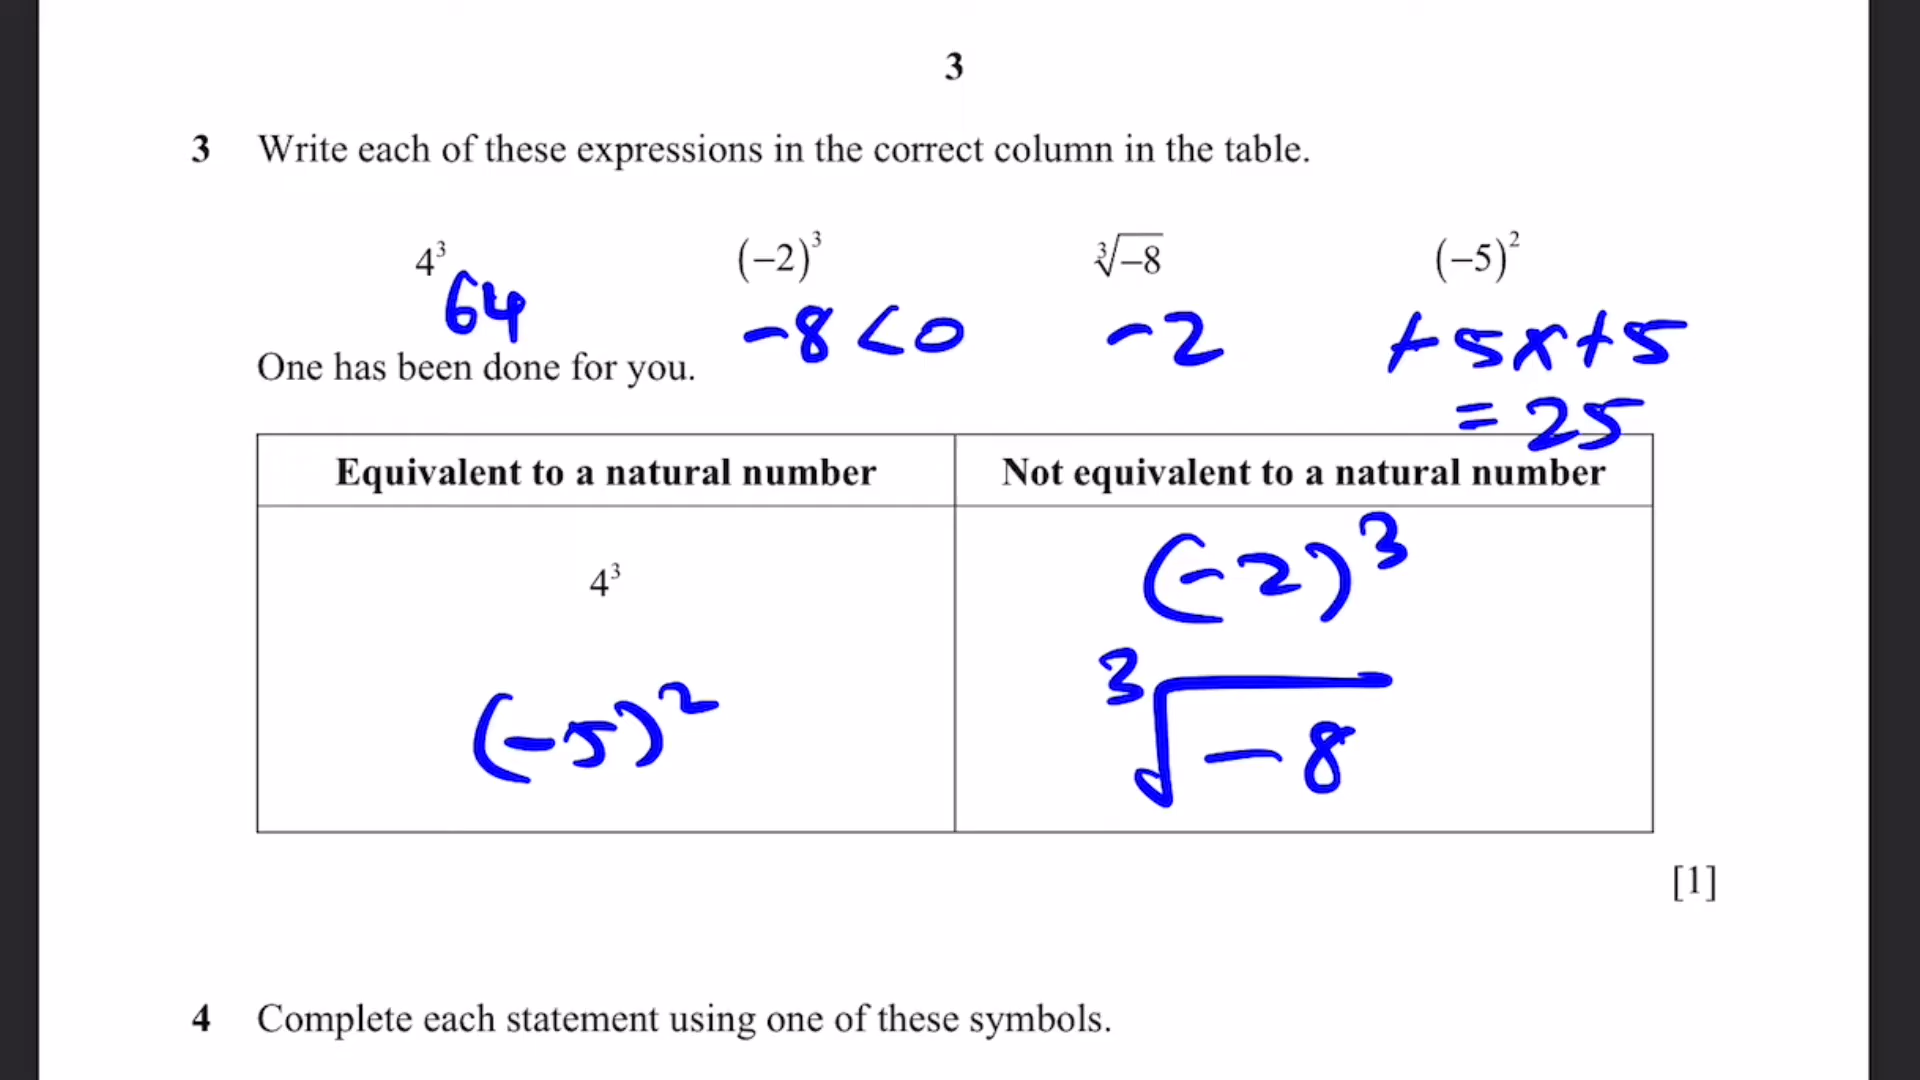 3
3 Write each of these expressions in the correct column in the table.
4³ (−2)³ ∛−8 (−5)²
64 −8<0 −2 +5x+5
=25
One has been done for you.
Equivalent to a natural number Not equivalent to a natural number
4³ (−2)³
(−5)² ∛−8
[1]
4 Complete each statement using one of these symbols.